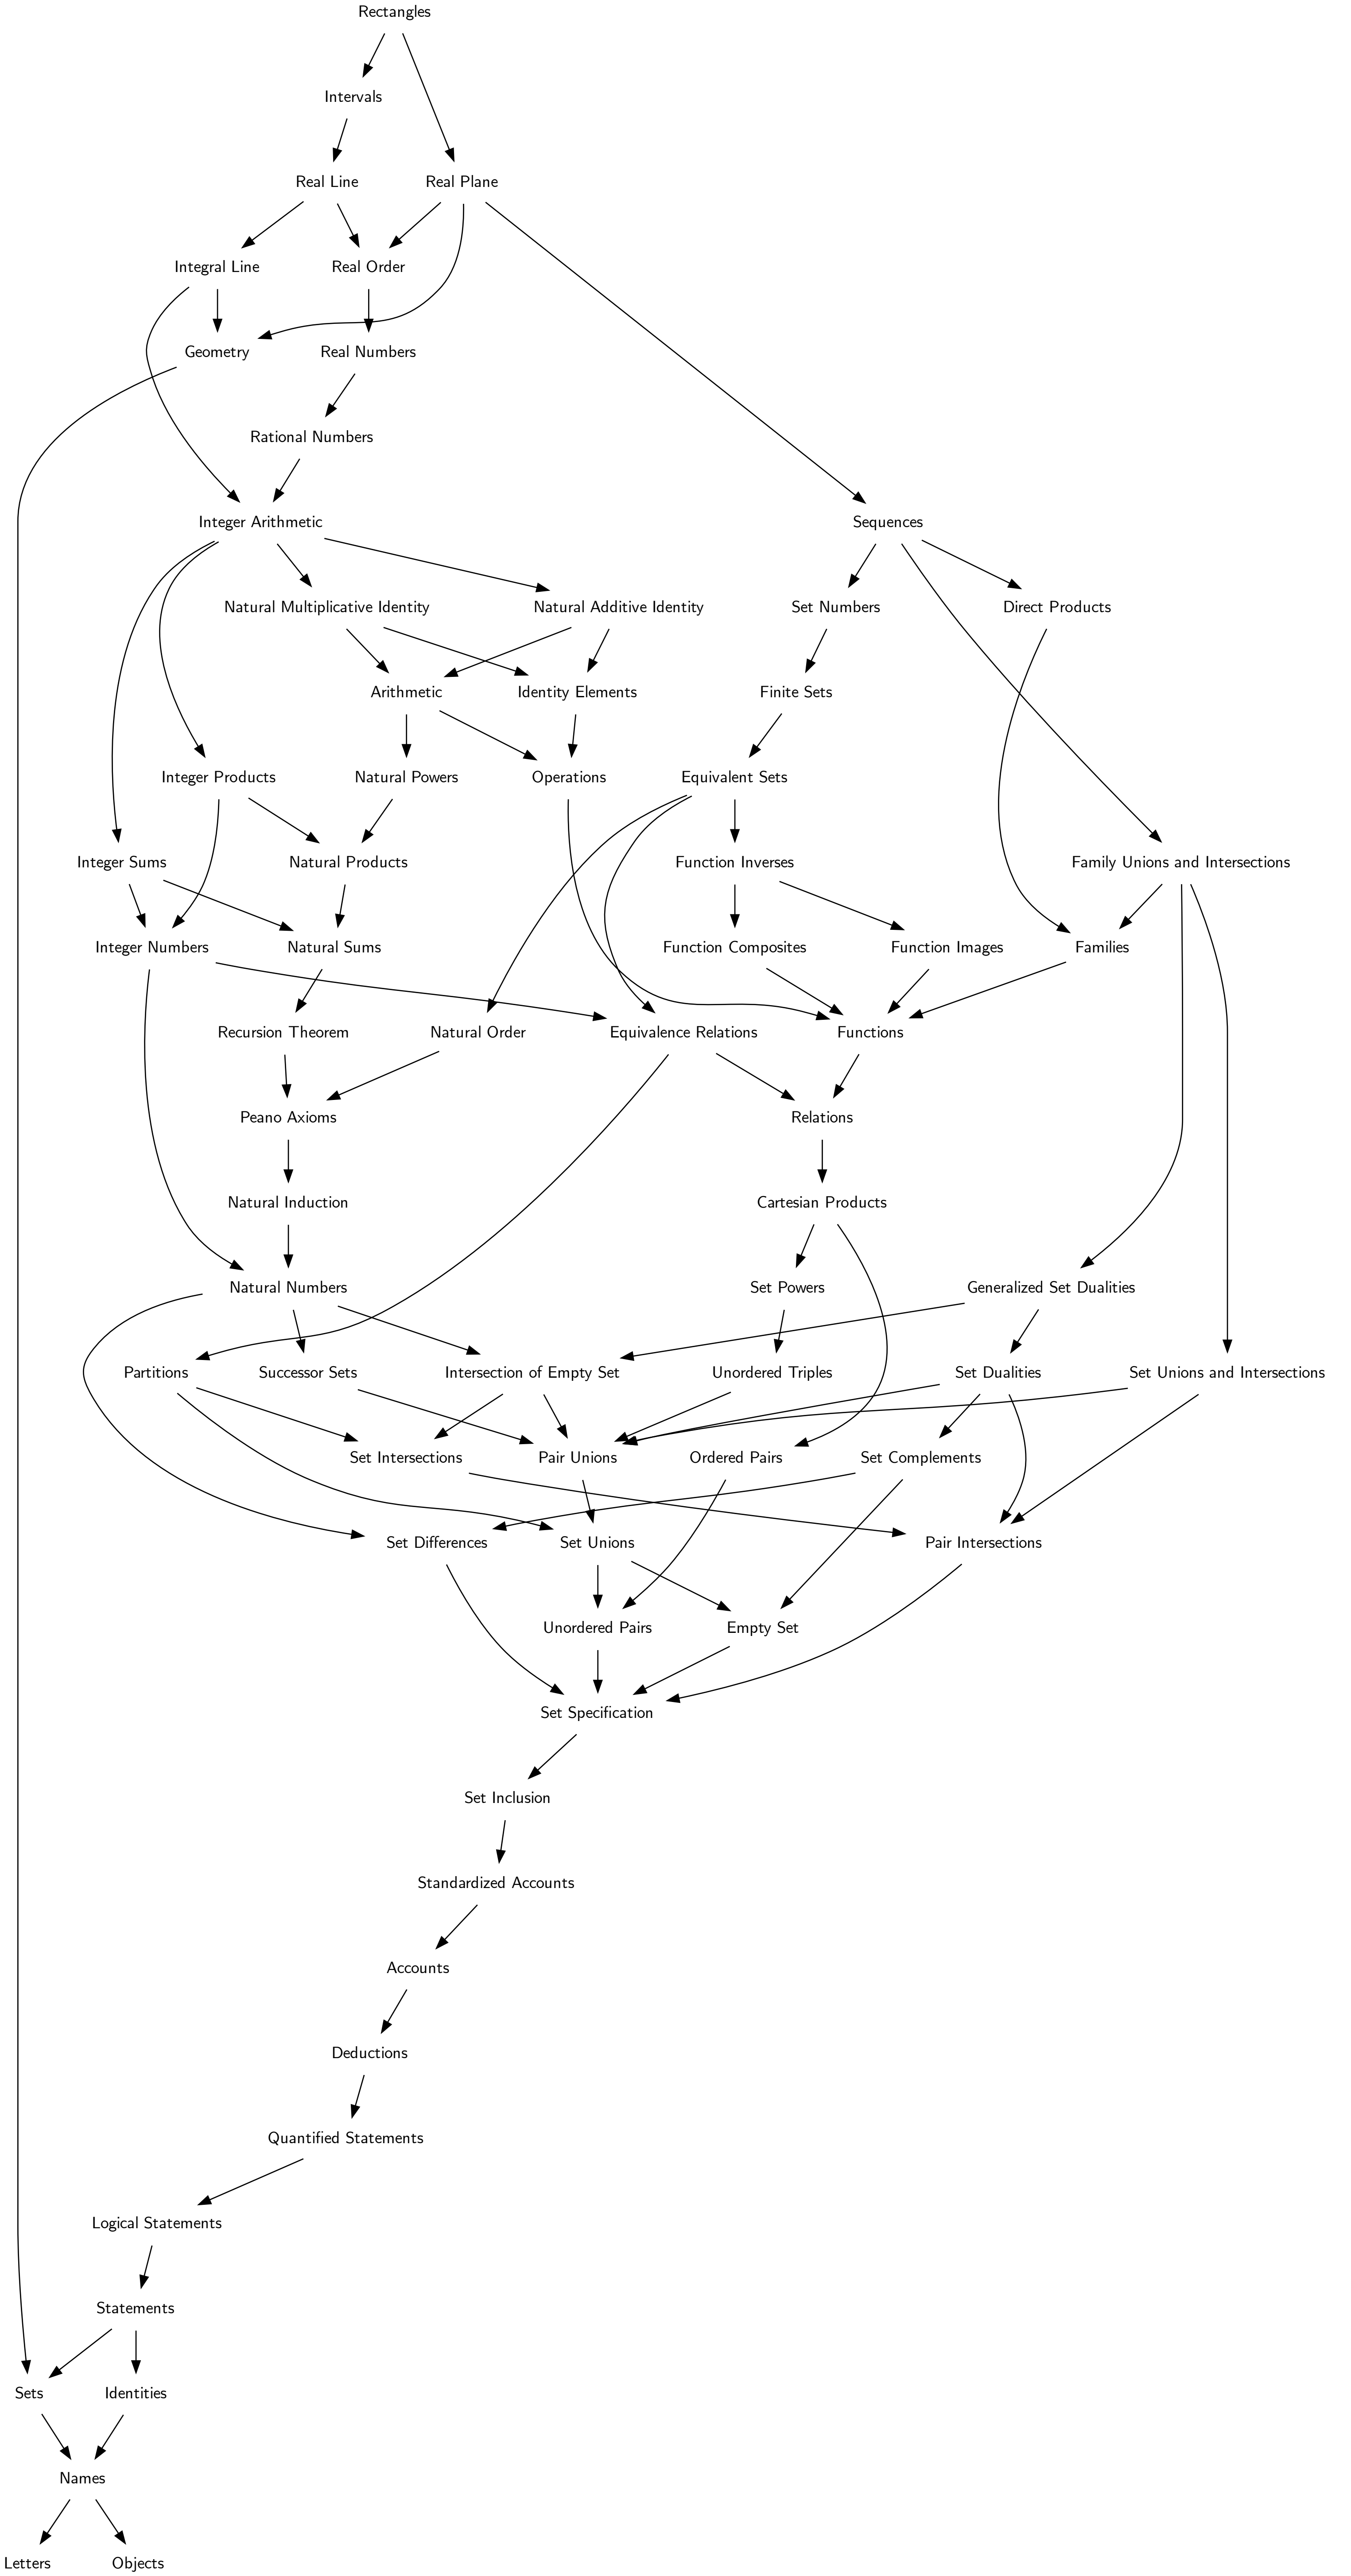 Rectangles
Intervals
Real Line
Real Plane
Integral Line
Real Order
Geometry
Real Numbers
Rational Numbers
Integer Arithmetic
Sequences
Natural Multiplicative Identity
Natural Additive Identity
Set Numbers
Direct Products
Arithmetic
Identity Elements
Finite Sets
Integer Products
Natural Powers
Operations
Equivalent Sets
Integer Sums
Natural Products
Function Inverses
Family Unions and Intersections
Integer Numbers
Natural Sums
Function Composites
Function Images
Families
Recursion Theorem
Natural Order
Equivalence Relations
Functions
Peano Axioms
Relations
Natural Induction
Cartesian Products
Natural Numbers
Set Powers
Generalized Set Dualities
Partitions
Successor Sets
Intersection of Empty Set
Unordered Triples
Set Dualities
Set Unions and Intersections
Set Intersections
Pair Unions
Ordered Pairs
Set Complements
Set Differences
Set Unions
Pair Intersections
Unordered Pairs
Empty Set
Set Specification
Set Inclusion
Standardized Accounts
Accounts
Deductions
Quantified Statements
Logical Statements
Statements
Sets
Identities
Names
Letters
Objects